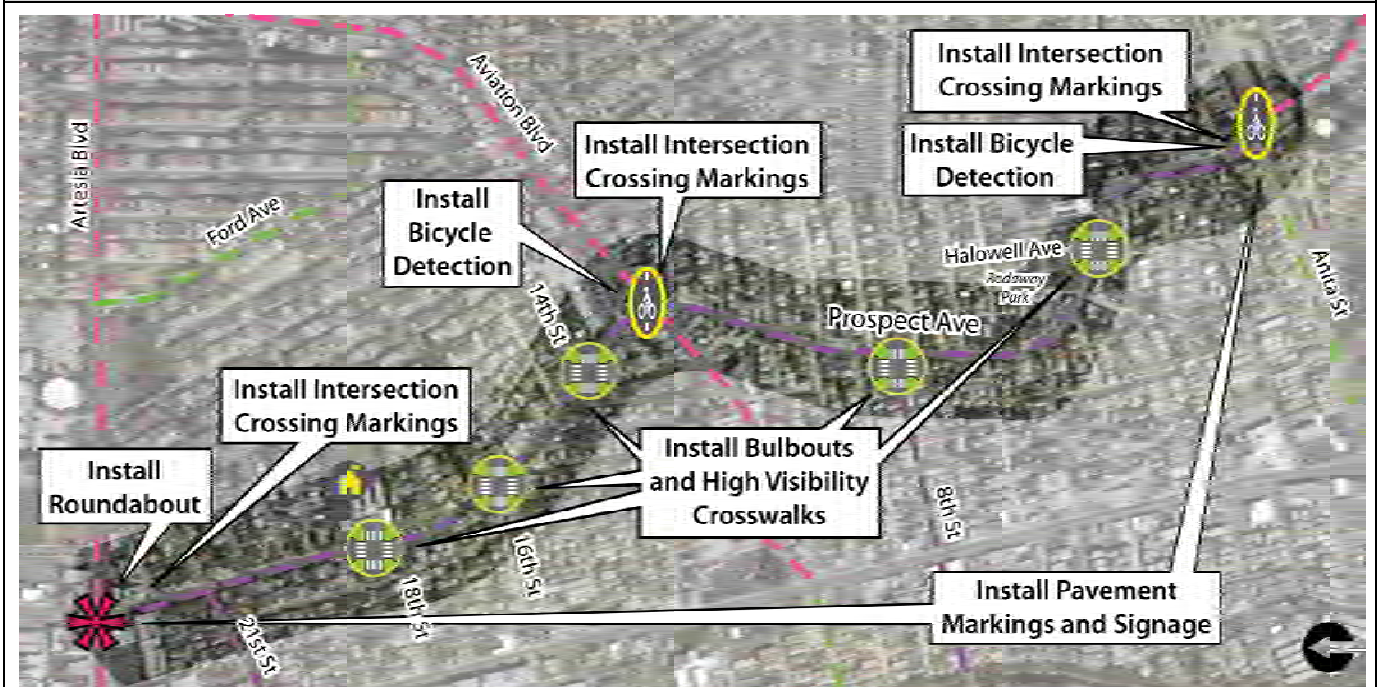 Install Intersection
Crossing Markings
Install Bicycle
Detection
Aviation Blvd
Artesia Blvd
Install Intersection
Crossing Markings
Install
Bicycle
Detection
Ford Ave
Halowell Ave
Anita St
Park
14th St
Prospect Ave
Install Intersection
Crossing Markings
Install Bulbouts
and High Visibility
Crosswalks
Install
Roundabout
8th St
16th St
18th St
21st St
Install Pavement
Markings and Signage